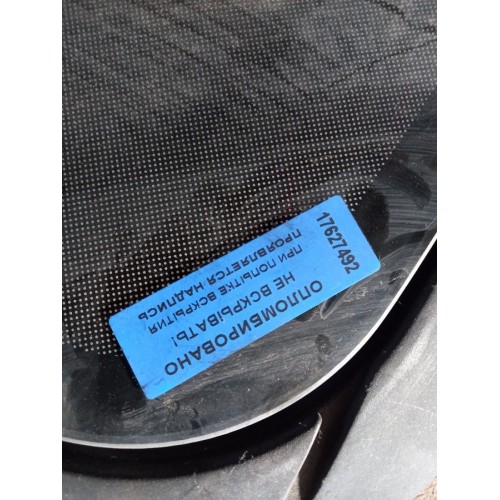 ОПЛОМБИРОВАНО
НЕ ВСКРЫВАТЬ!
ПРИ ПОПЫТКЕ ВСКРЫТИЯ
ПРОЯВЛЯЕТСЯ НАДПИСЬ
17627492